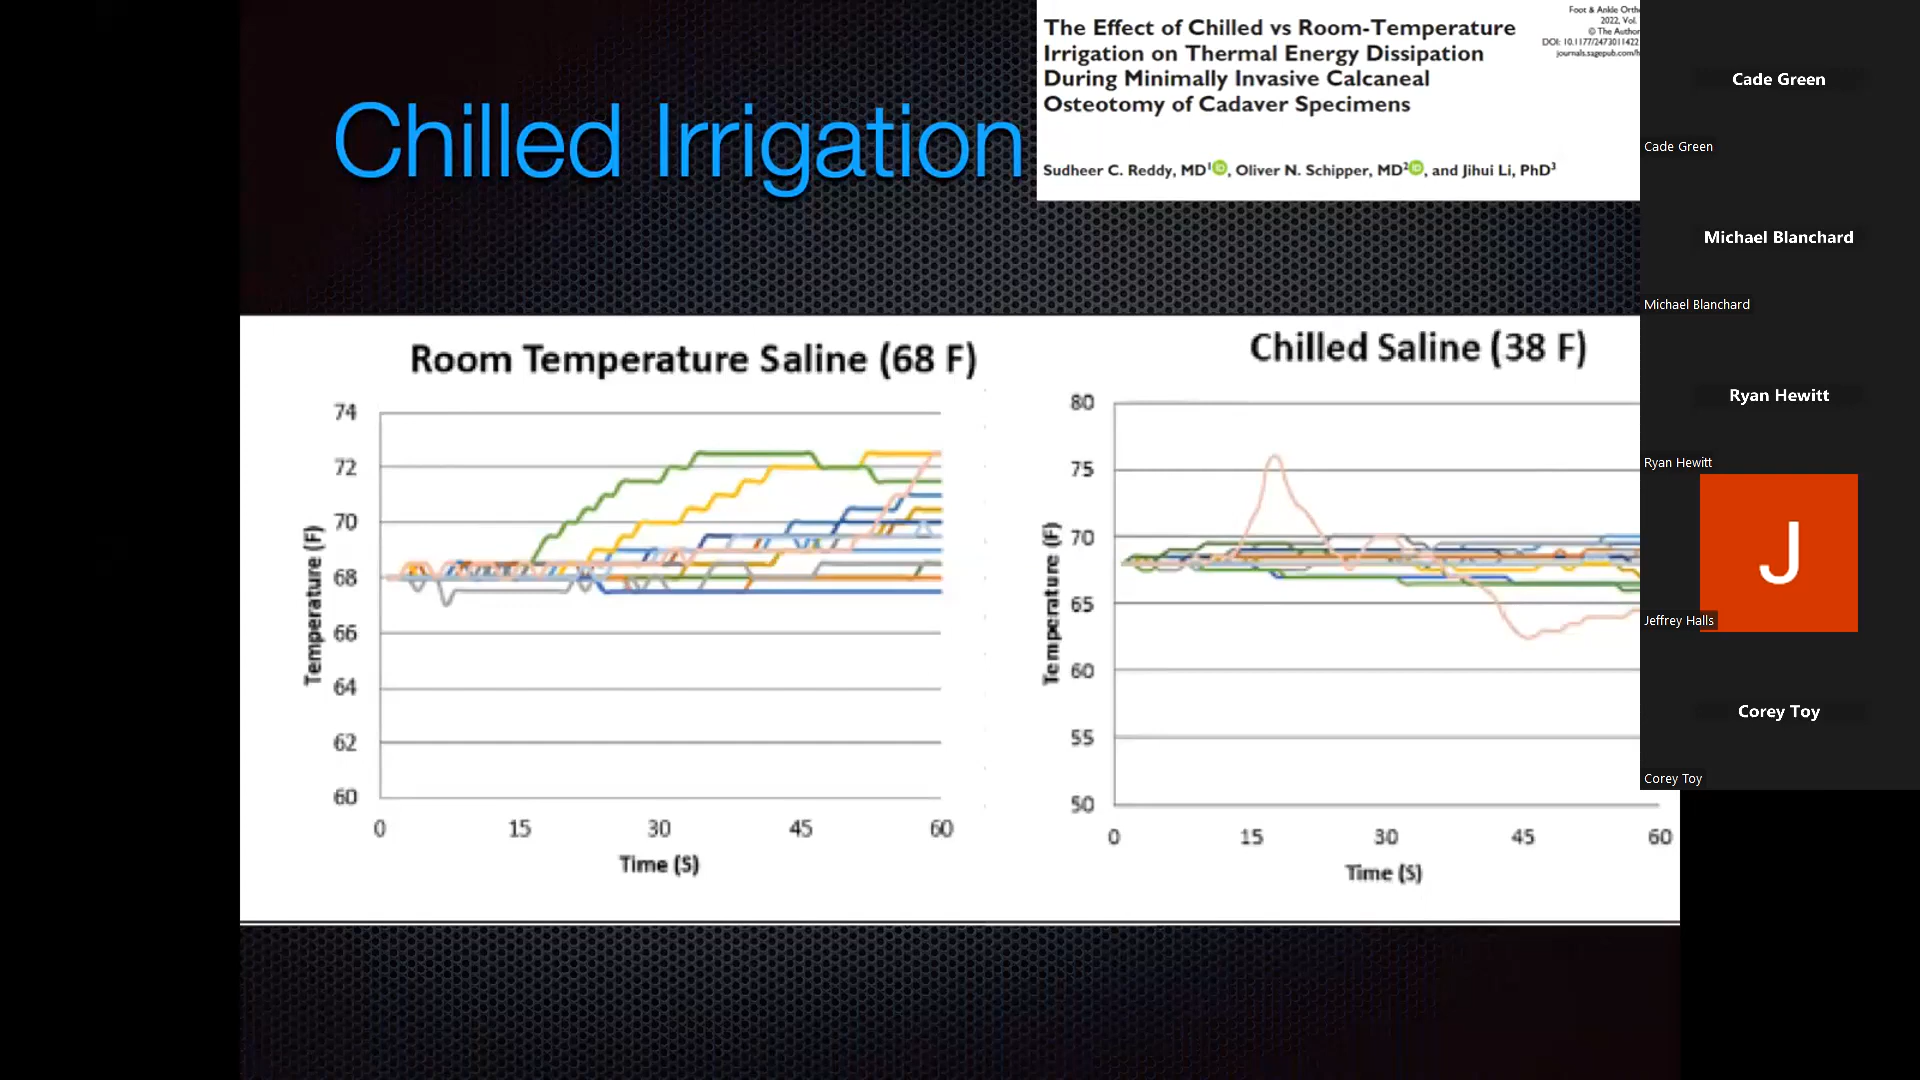 Chilled Irrigation
The Effect of Chilled vs Room-Temperature
Irrigation on Thermal Energy Dissipation
During Minimally Invasive Calcaneal
Osteotomy of Cadaver Specimens
Sudheer C. Reddy, MD1, Oliver N. Schipper, MD2, and Jihui Li, PhD3
Foot & Ankle Orth
2022, Vol.
© The Author
DOI: 10.1177/2473011422
journals.sagepub.com/h
Room Temperature Saline (68 F)
74
72
70
68
66
64
62
60
Temperature (F)
0 15 30 45 60
Time (S)
Chilled Saline (38 F)
80
75
70
65
60
55
50
Temperature (F)
0 15 30 45 60
Time (S)
Cade Green
Cade Green
Michael Blanchard
Michael Blanchard
Ryan Hewitt
Ryan Hewitt
J
Jeffrey Halls
Corey Toy
Corey Toy